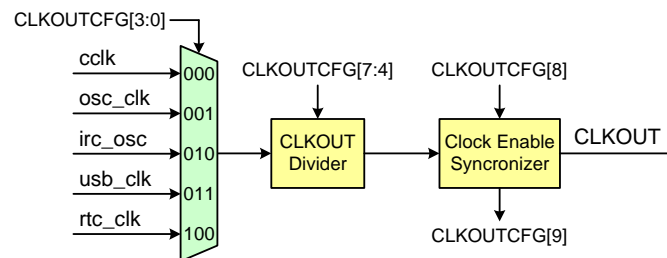 CLKOUTCFG[3:0]
cclk
000
CLKOUTCFG[7:4]
CLKOUTCFG[8]
osc_clk
001
irc_osc
010
CLKOUT
Divider
Clock Enable
Syncronizer
CLKOUT
usb_clk
011
rtc_clk
100
CLKOUTCFG[9]